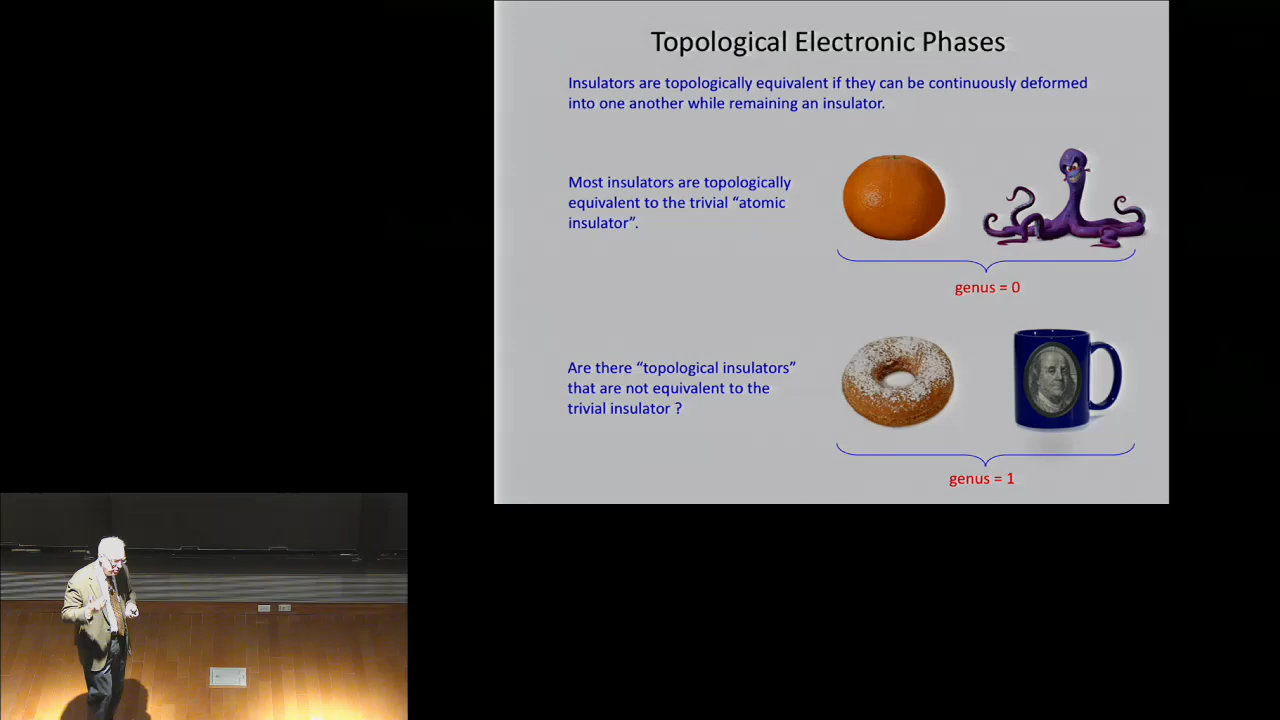 Topological Electronic Phases
Insulators are topologically equivalent if they can be continuously deformed
into one another while remaining an insulator.
Most insulators are topologically
equivalent to the trivial “atomic
insulator”.
genus = 0
Are there “topological insulators”
that are not equivalent to the
trivial insulator ?
genus = 1